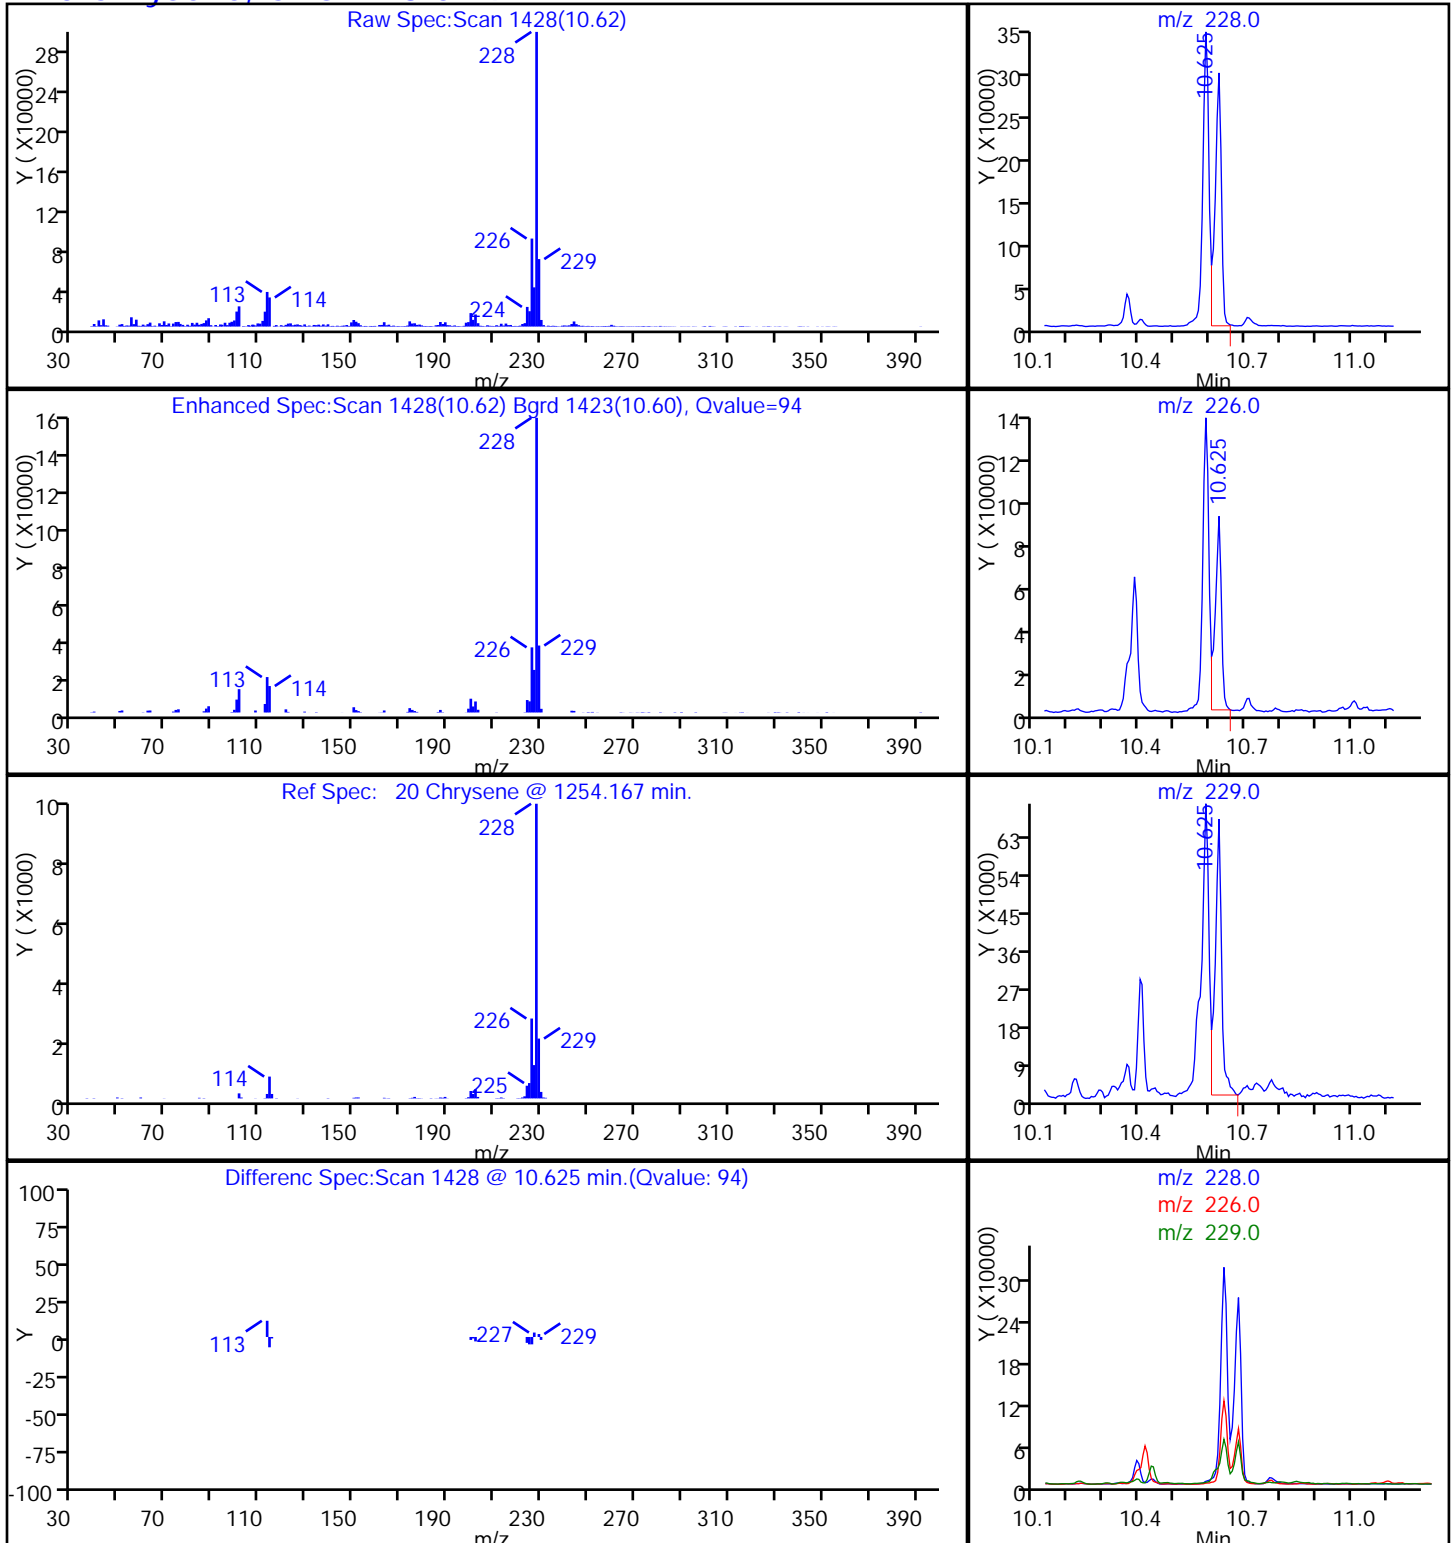 Raw Spec:Scan 1428(10.62)
Y ( X10000)
28
24
20
16
12
8
4
0
228
226
229
224
113
114
30 70 110 150 190 230 270 310 350 390
m/z
m/z 228.0
Y ( X10000)
35
30
25
20
15
10
5
0
10.625
10.1 10.4 10.7 11.0
Min
Enhanced Spec:Scan 1428(10.62) Bgrd 1423(10.60), Qvalue=94
Y ( X10000)
16
14
12
10
8
6
4
2
0
228
226
229
113
114
30 70 110 150 190 230 270 310 350 390
m/z
m/z 226.0
Y ( X10000)
14
12
10
8
6
4
2
0
10.625
10.1 10.4 10.7 11.0
Min
Ref Spec: 20 Chrysene @ 1254.167 min.
Y ( X1000)
10
8
6
4
2
0
228
226
229
225
114
30 70 110 150 190 230 270 310 350 390
m/z
m/z 229.0
Y ( X1000)
63
54
45
36
27
18
9
0
10.625
10.1 10.4 10.7 11.0
Min
Differenc Spec:Scan 1428 @ 10.625 min.(Qvalue: 94)
Y
100
75
50
25
0
-25
-50
-75
-100
113
227
229
30 70 110 150 190 230 270 310 350 390
m/z
m/z 228.0
m/z 226.0
m/z 229.0
Y ( X10000)
30
24
18
12
6
0
10.1 10.4 10.7 11.0
Min